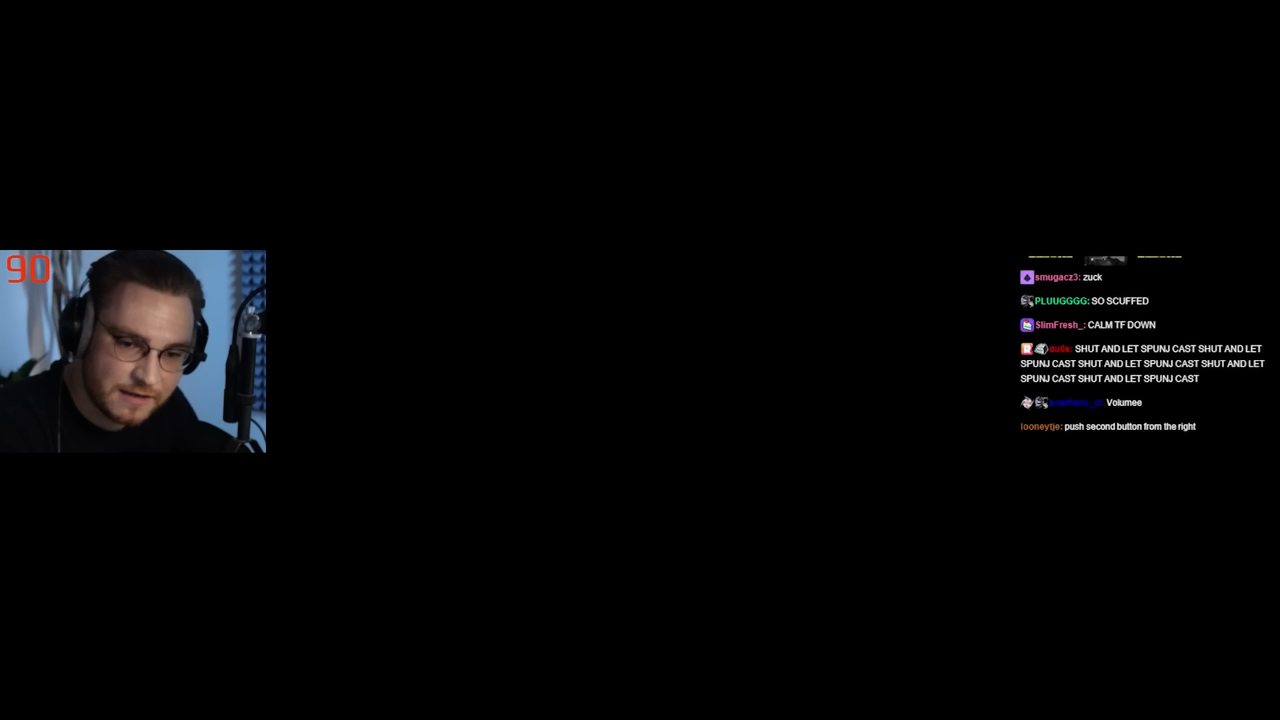 90
smugacz3: zuck
PLUUGGGG: SO SCUFFED
SlimFresh_: CALM TF DOWN
SHUT AND LET SPUNJ CAST SHUT AND LET
SPUNJ CAST SHUT AND LET SPUNJ CAST SHUT AND LET
SPUNJ CAST SHUT AND LET SPUNJ CAST
Volumee
looneytje: push second button from the right